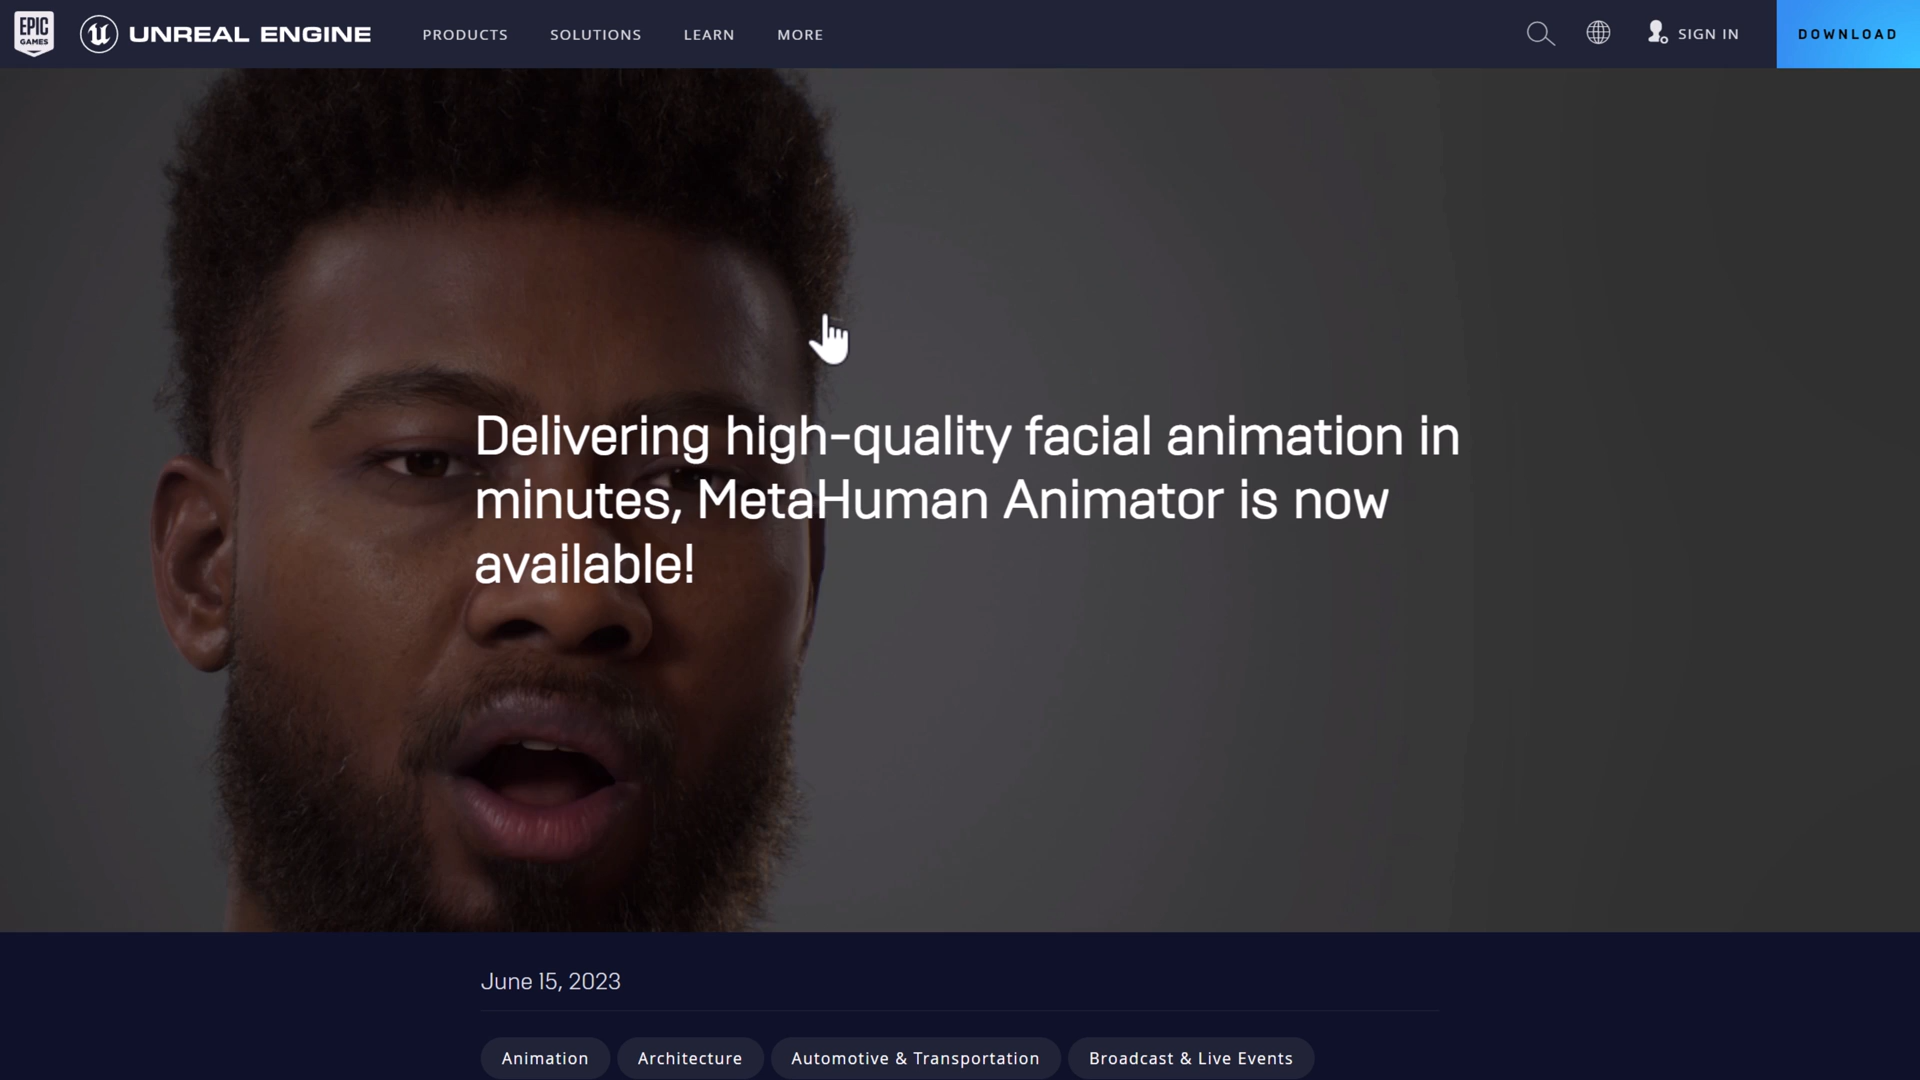 EPIC
GAMES
UNREAL ENGINE
PRODUCTS
SOLUTIONS
LEARN
MORE
SIGN IN
DOWNLOAD
Delivering high-quality facial animation in
minutes, MetaHuman Animator is now
available!
June 15, 2023
Animation
Architecture
Automotive & Transportation
Broadcast & Live Events